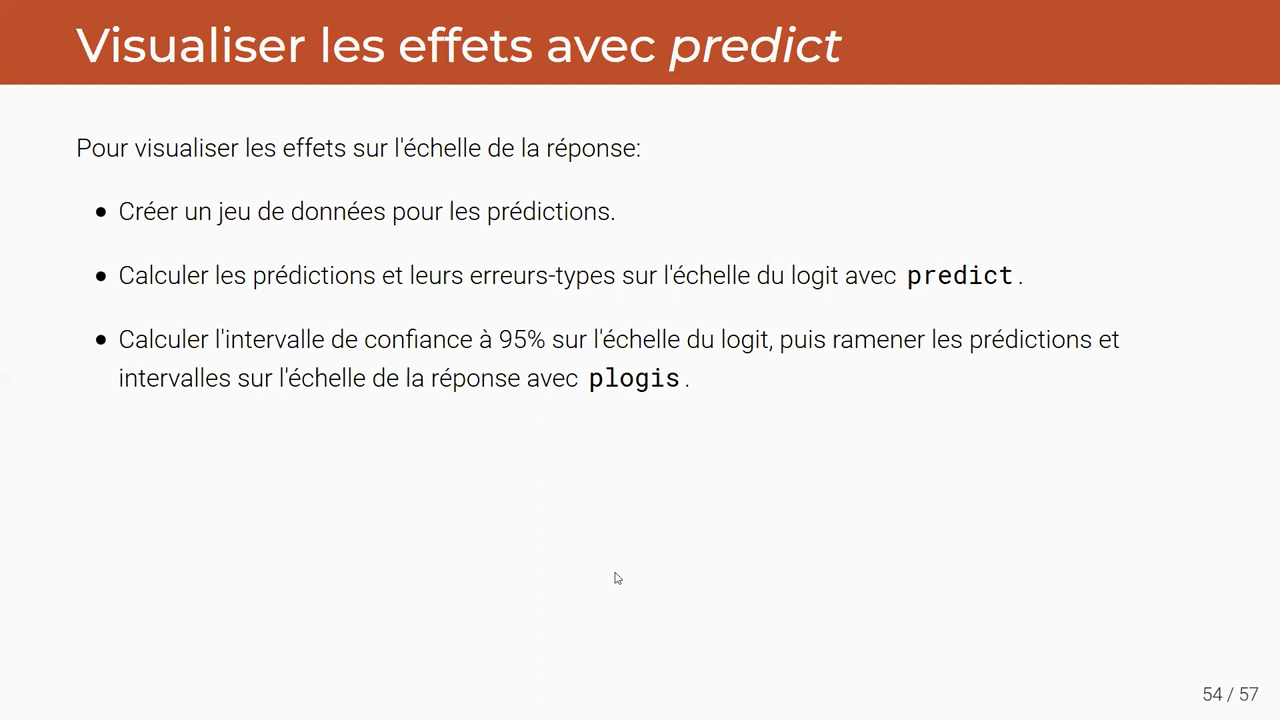 Visualiser les effets avec predict
Pour visualiser les effets sur l'échelle de la réponse:
• Créer un jeu de données pour les prédictions.
• Calculer les prédictions et leurs erreurs-types sur l'échelle du logit avec predict.
• Calculer l'intervalle de confiance à 95% sur l'échelle du logit, puis ramener les prédictions et
intervalles sur l'échelle de la réponse avec plogis.
54 / 57